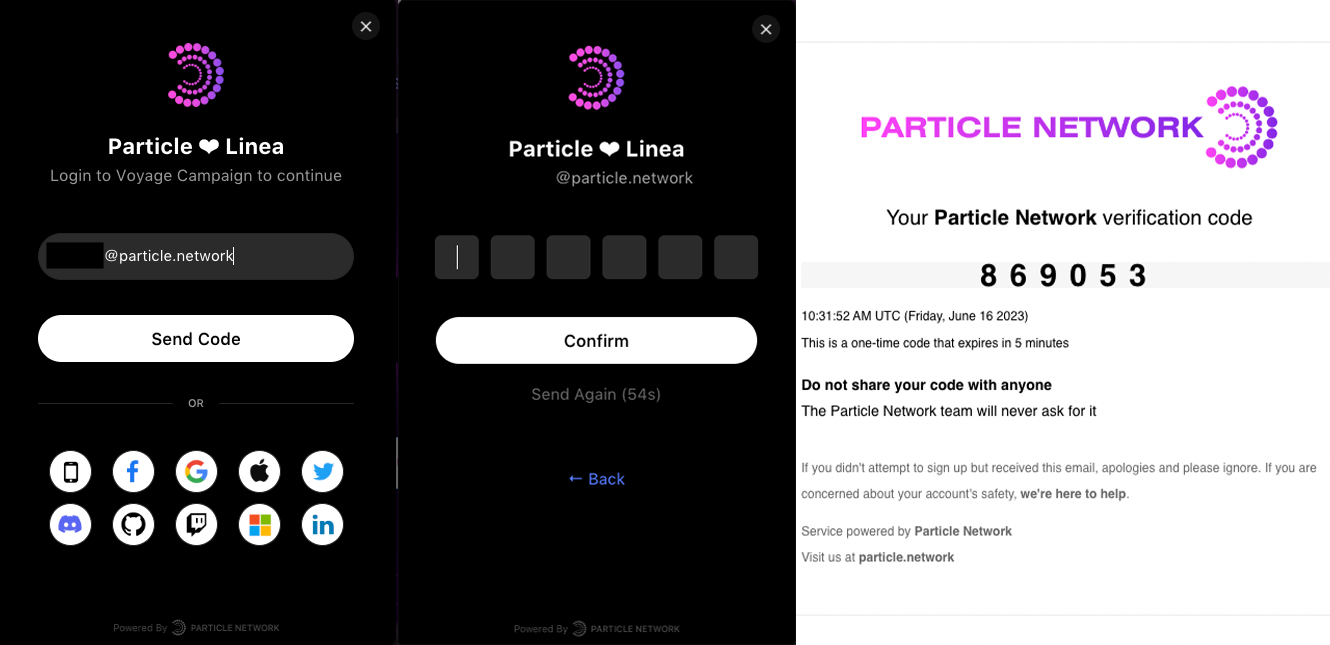 Particle ❤ Linea
Login to Voyage Campaign to continue
@particle.network
Send Code
OR
Powered By PARTICLE NETWORK
Particle ❤ Linea
@particle.network
Confirm
Send Again (54s)
← Back
Powered By PARTICLE NETWORK
PARTICLE NETWORK
Your Particle Network verification code
869053
10:31:52 AM UTC (Friday, June 16 2023)
This is a one-time code that expires in 5 minutes
Do not share your code with anyone
The Particle Network team will never ask for it
If you didn't attempt to sign up but received this email, apologies and please ignore. If you are
concerned about your account's safety, we're here to help.
Service powered by Particle Network
Visit us at particle.network